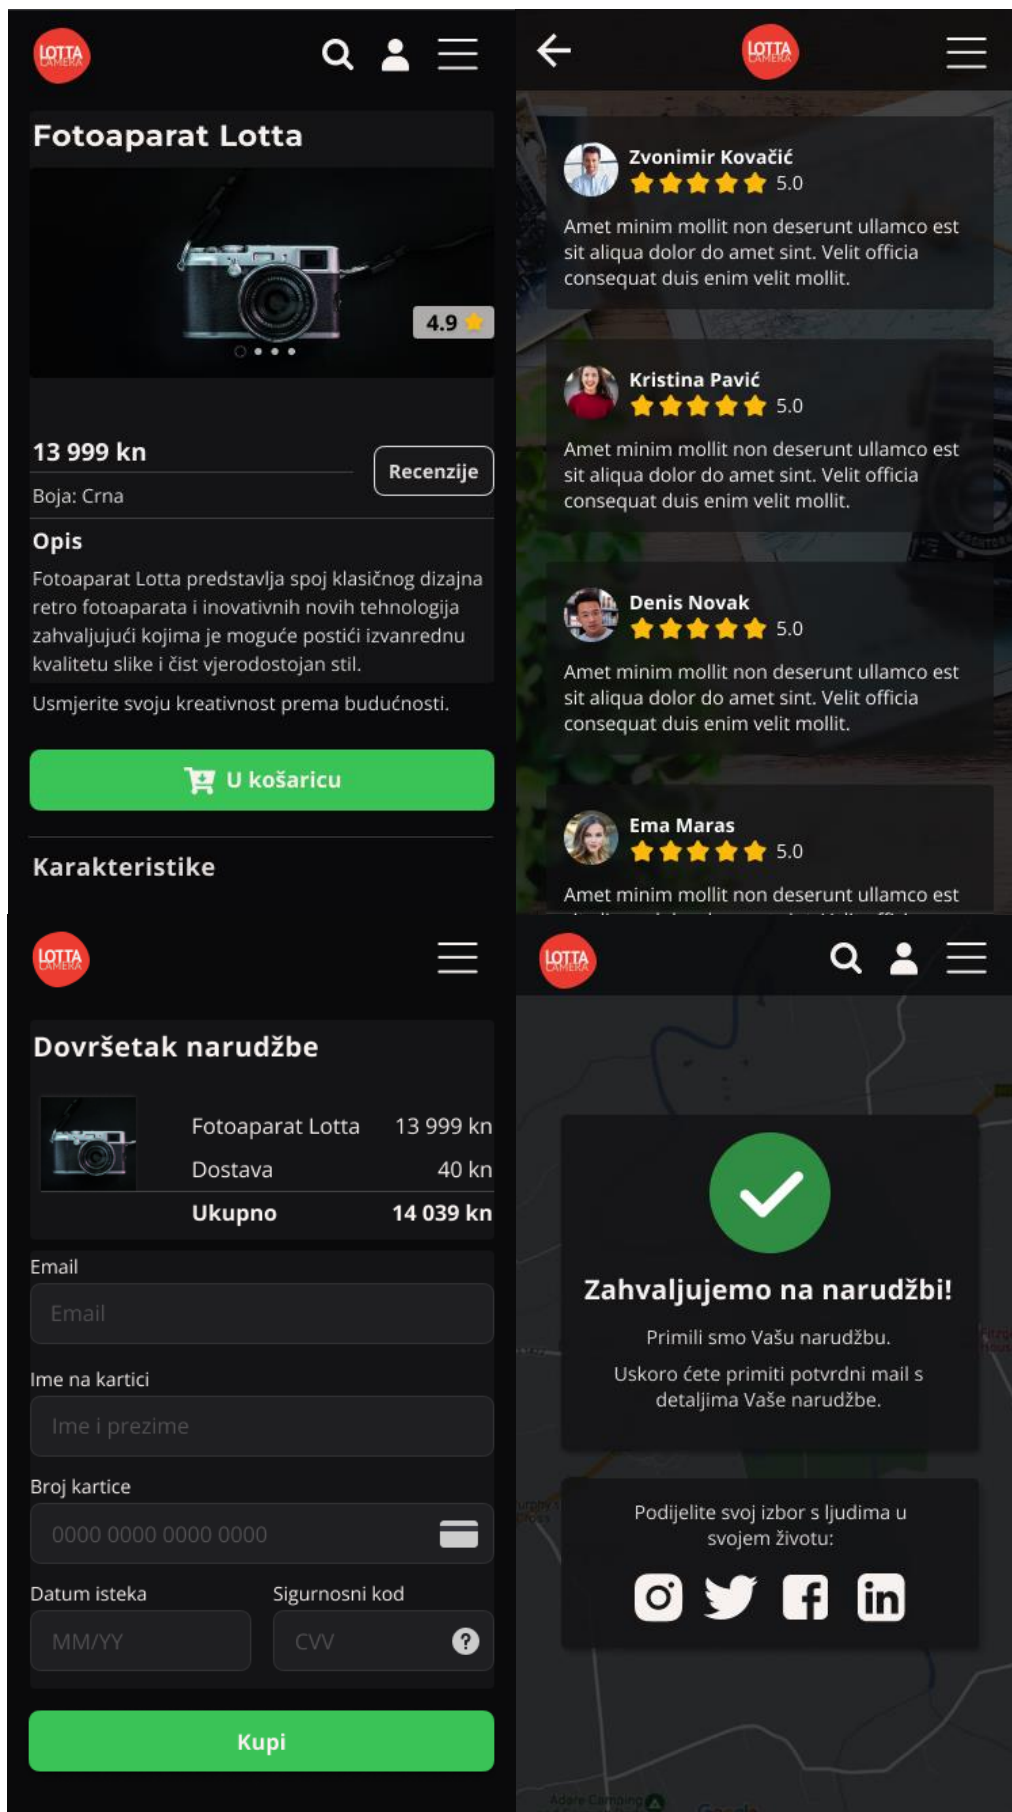 LOTTA
CAMERA
Fotoaparat Lotta
4.9
13 999 kn
Recenzije
Boja: Crna
Opis
Fotoaparat Lotta predstavlja spoj klasičnog dizajna
retro fotoaparata i inovativnih novih tehnologija
zahvaljujući kojima je moguće postići izvanrednu
kvalitetu slike i čist vjerodostojan stil.
Usmjerite svoju kreativnost prema budućnosti.
U košaricu
Karakteristike
LOTTA
CAMERA
Zvonimir Kovačić
5.0
Amet minim mollit non deserunt ullamco est
sit aliqua dolor do amet sint. Velit officia
consequat duis enim velit mollit.
Kristina Pavić
5.0
Amet minim mollit non deserunt ullamco est
sit aliqua dolor do amet sint. Velit officia
consequat duis enim velit mollit.
Denis Novak
5.0
Amet minim mollit non deserunt ullamco est
sit aliqua dolor do amet sint. Velit officia
consequat duis enim velit mollit.
Ema Maras
5.0
Amet minim mollit non deserunt ullamco est
LOTTA
CAMERA
Dovršetak narudžbe
Fotoaparat Lotta 13 999 kn
Dostava 40 kn
Ukupno 14 039 kn
Email
Email
Ime na kartici
Ime i prezime
Broj kartice
0000 0000 0000 0000
Datum isteka Sigurnosni kod
MM/YY CVV ?
Kupi
LOTTA
CAMERA
Zahvaljujemo na narudžbi!
Primili smo Vašu narudžbu.
Uskoro ćete primiti potvrdni mail s
detaljima Vaše narudžbe.
Podijelite svoj izbor s ljudima u
svojem životu:
Adare Camping
Google